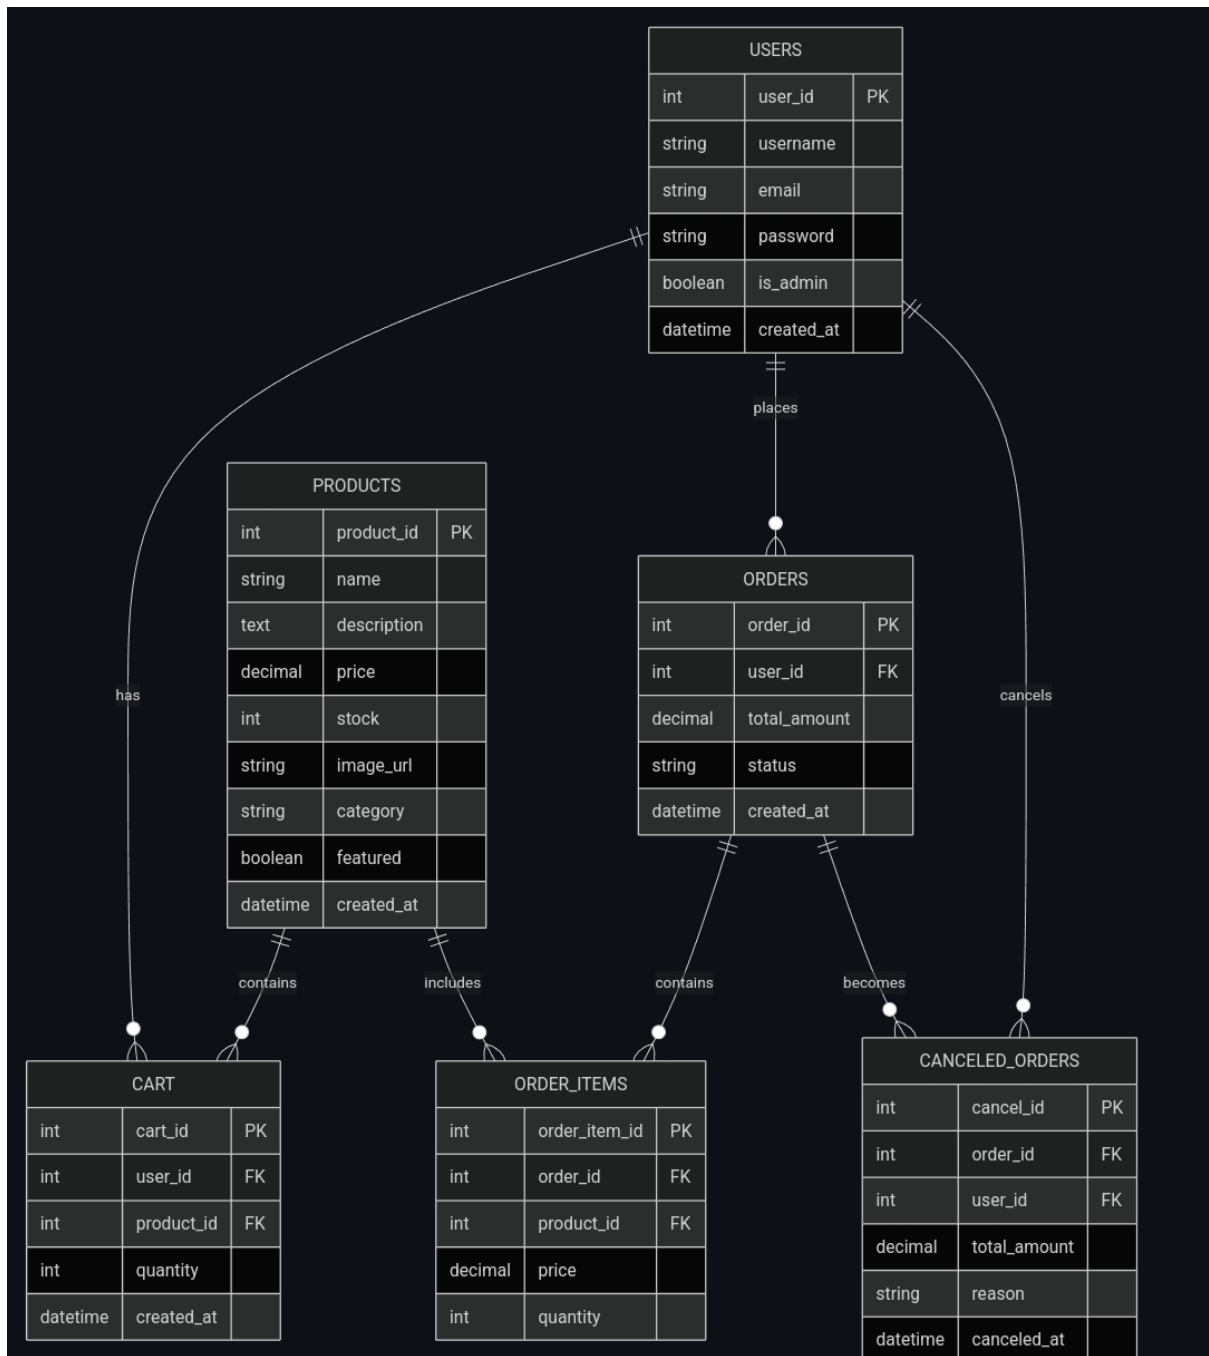 USERS
int user_id PK
string username
string email
string password
boolean is_admin
datetime created_at
places
PRODUCTS
int product_id PK
string name
text description
decimal price
int stock
string image_url
string category
boolean featured
datetime created_at
ORDERS
int order_id PK
int user_id FK
decimal total_amount
string status
datetime created_at
has
cancels
contains
includes
contains
becomes
CART
int cart_id PK
int user_id FK
int product_id FK
int quantity
datetime created_at
ORDER_ITEMS
int order_item_id PK
int order_id FK
int product_id FK
decimal price
int quantity
CANCELED_ORDERS
int cancel_id PK
int order_id FK
int user_id FK
decimal total_amount
string reason
datetime canceled_at